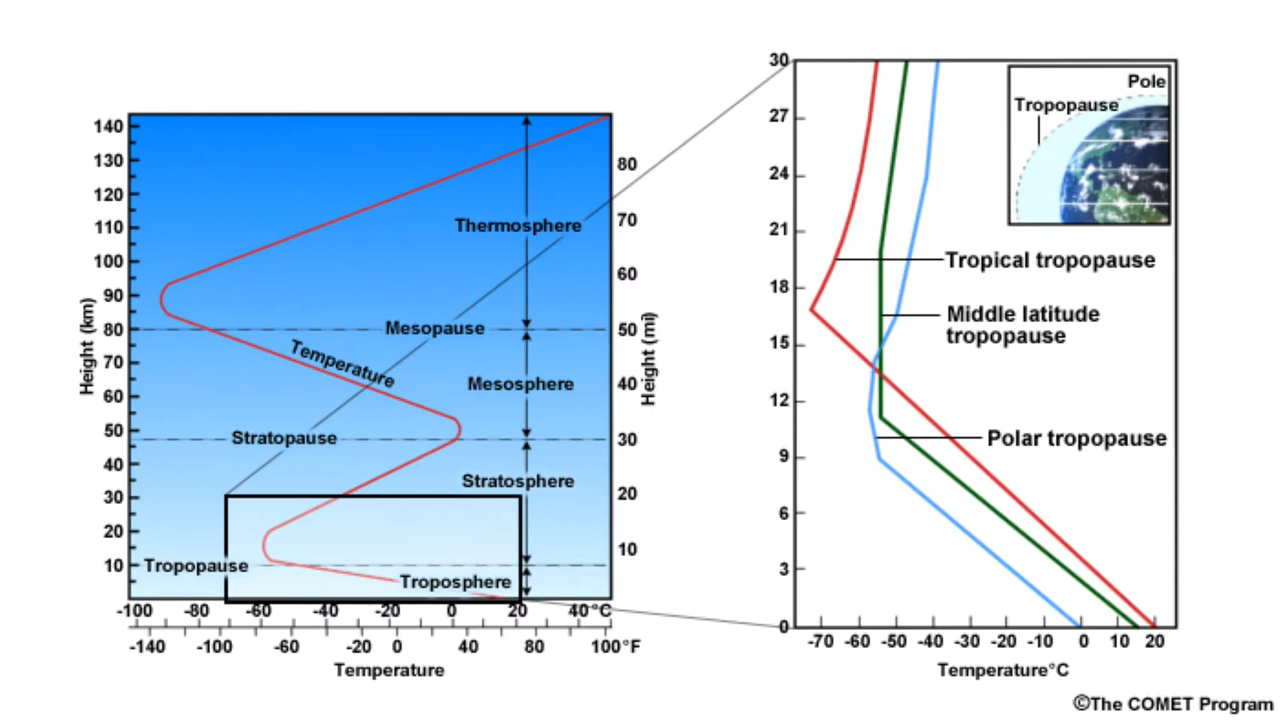 140
130
120
110
100
90
80
70
60
50
40
30
20
10
Height (km)
Thermosphere
Mesopause
Temperature
Mesosphere
Stratopause
Stratosphere
Tropopause
Troposphere
80
70
60
50
40
30
20
10
Height (mi)
-100 -80 -60 -40 -20 0 20 40°C
-140 -100 -60 -20 0 40 80 100°F
Temperature
30
27
24
21
18
15
12
9
6
3
0
Pole
Tropopause
Tropical tropopause
Middle latitude
tropopause
Polar tropopause
-70 -60 -50 -40 -30 -20 -10 0 10 20
Temperature°C
©The COMET Program